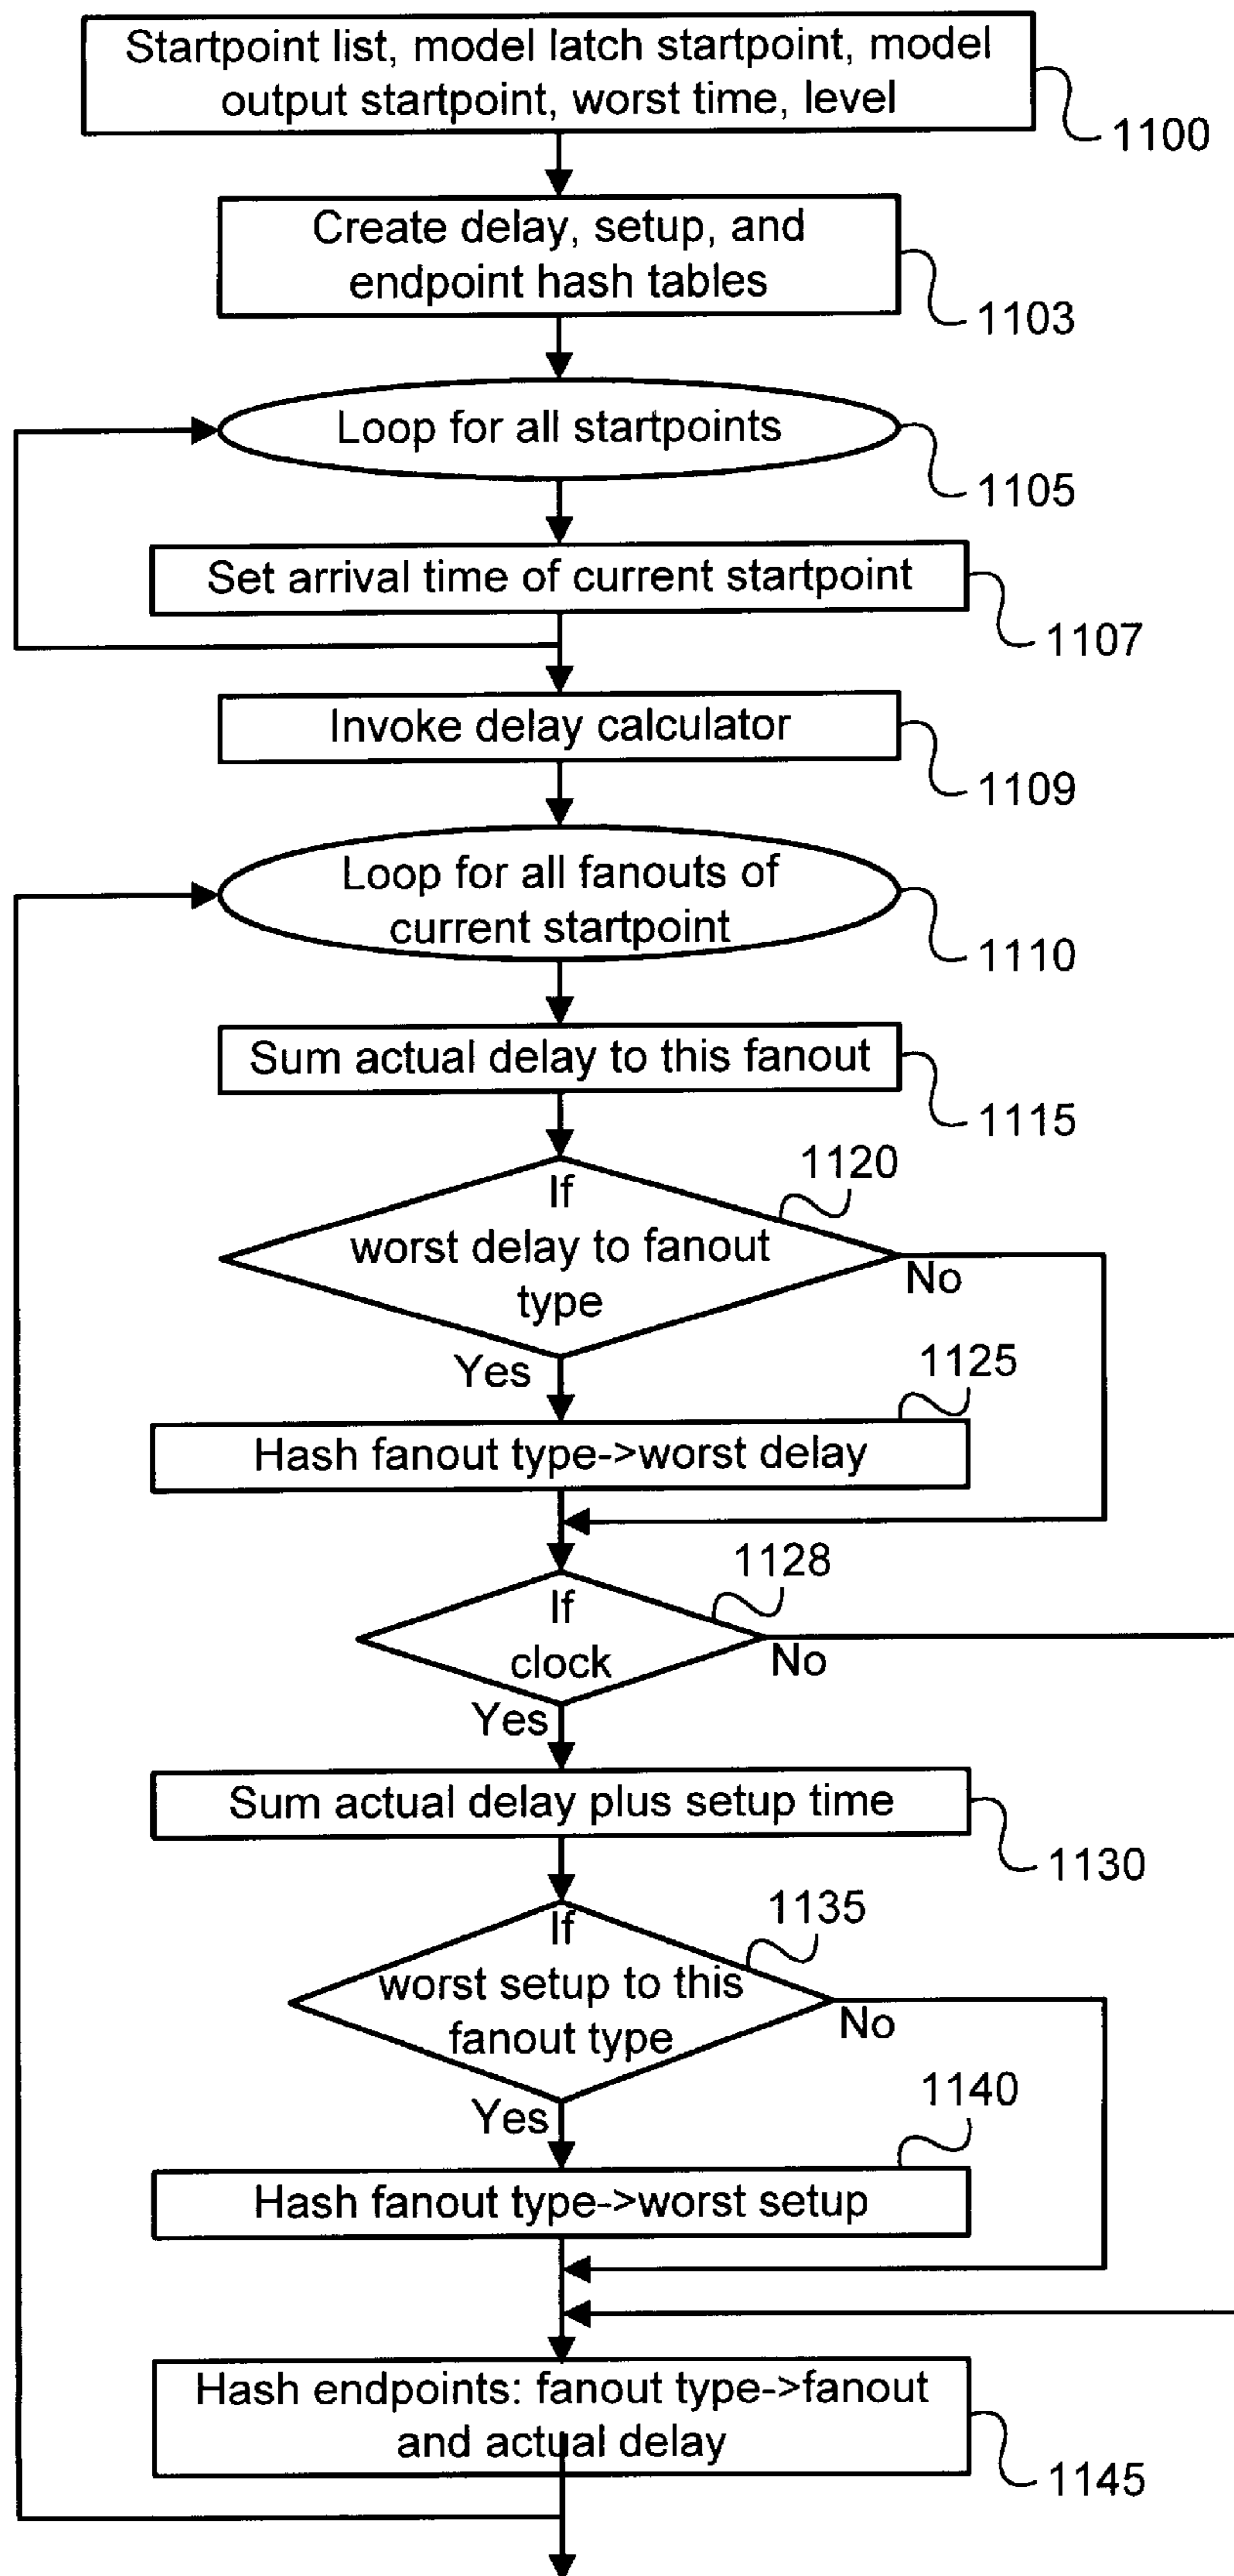 Startpoint list, model latch startpoint, model
output startpoint, worst time, level
1100
Create delay, setup, and
endpoint hash tables
1103
Loop for all startpoints
1105
Set arrival time of current startpoint
1107
Invoke delay calculator
1109
Loop for all fanouts of
current startpoint
1110
Sum actual delay to this fanout
1115
1120
If
worst delay to fanout
type
No
Yes
1125
Hash fanout type->worst delay
1128
If
clock
No
Yes
Sum actual delay plus setup time
1130
1135
If
worst setup to this
fanout type
No
Yes
1140
Hash fanout type->worst setup
Hash endpoints: fanout type->fanout
and actual delay
1145